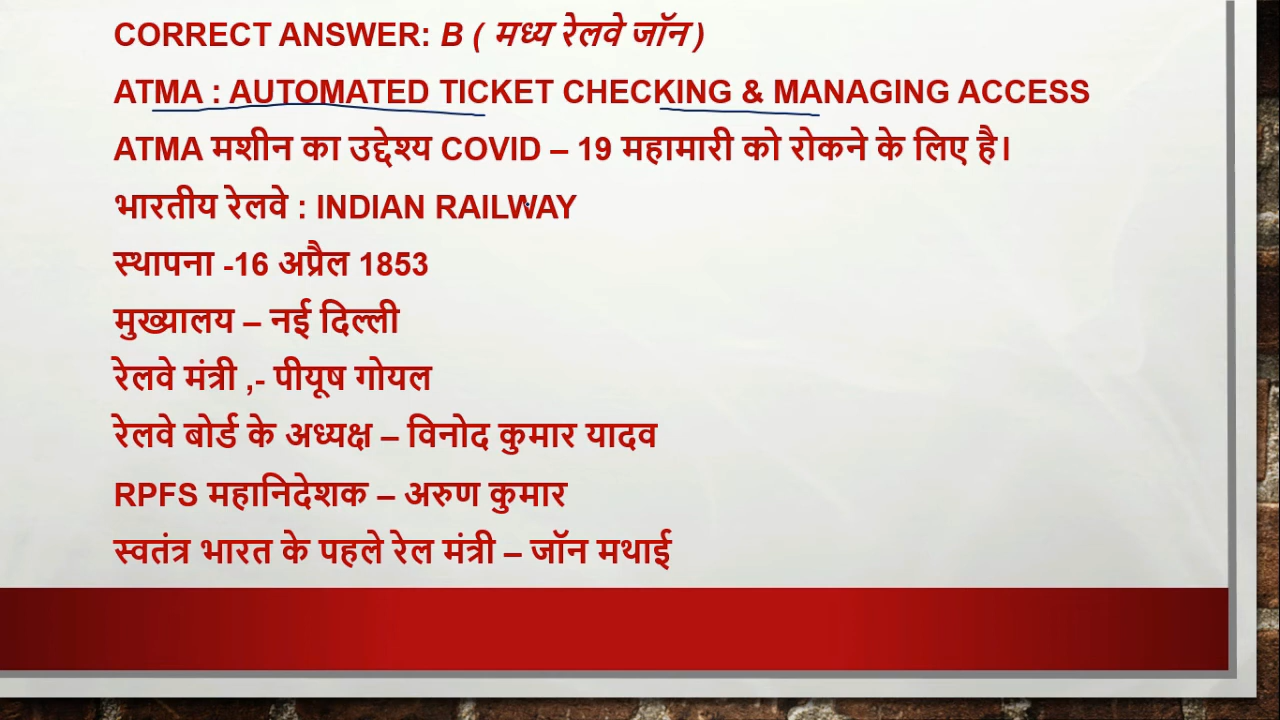 CORRECT ANSWER: B ( मध्य रेलवे जॉन )
ATMA : AUTOMATED TICKET CHECKING & MANAGING ACCESS
ATMA मशीन का उद्देश्य COVID – 19 महामारी को रोकने के लिए है।
भारतीय रेलवे : INDIAN RAILWAY
स्थापना -16 अप्रैल 1853
मुख्यालय – नई दिल्ली
रेलवे मंत्री ,- पीयूष गोयल
रेलवे बोर्ड के अध्यक्ष – विनोद कुमार यादव
RPFS महानिदेशक – अरुण कुमार
स्वतंत्र भारत के पहले रेल मंत्री – जॉन मथाई